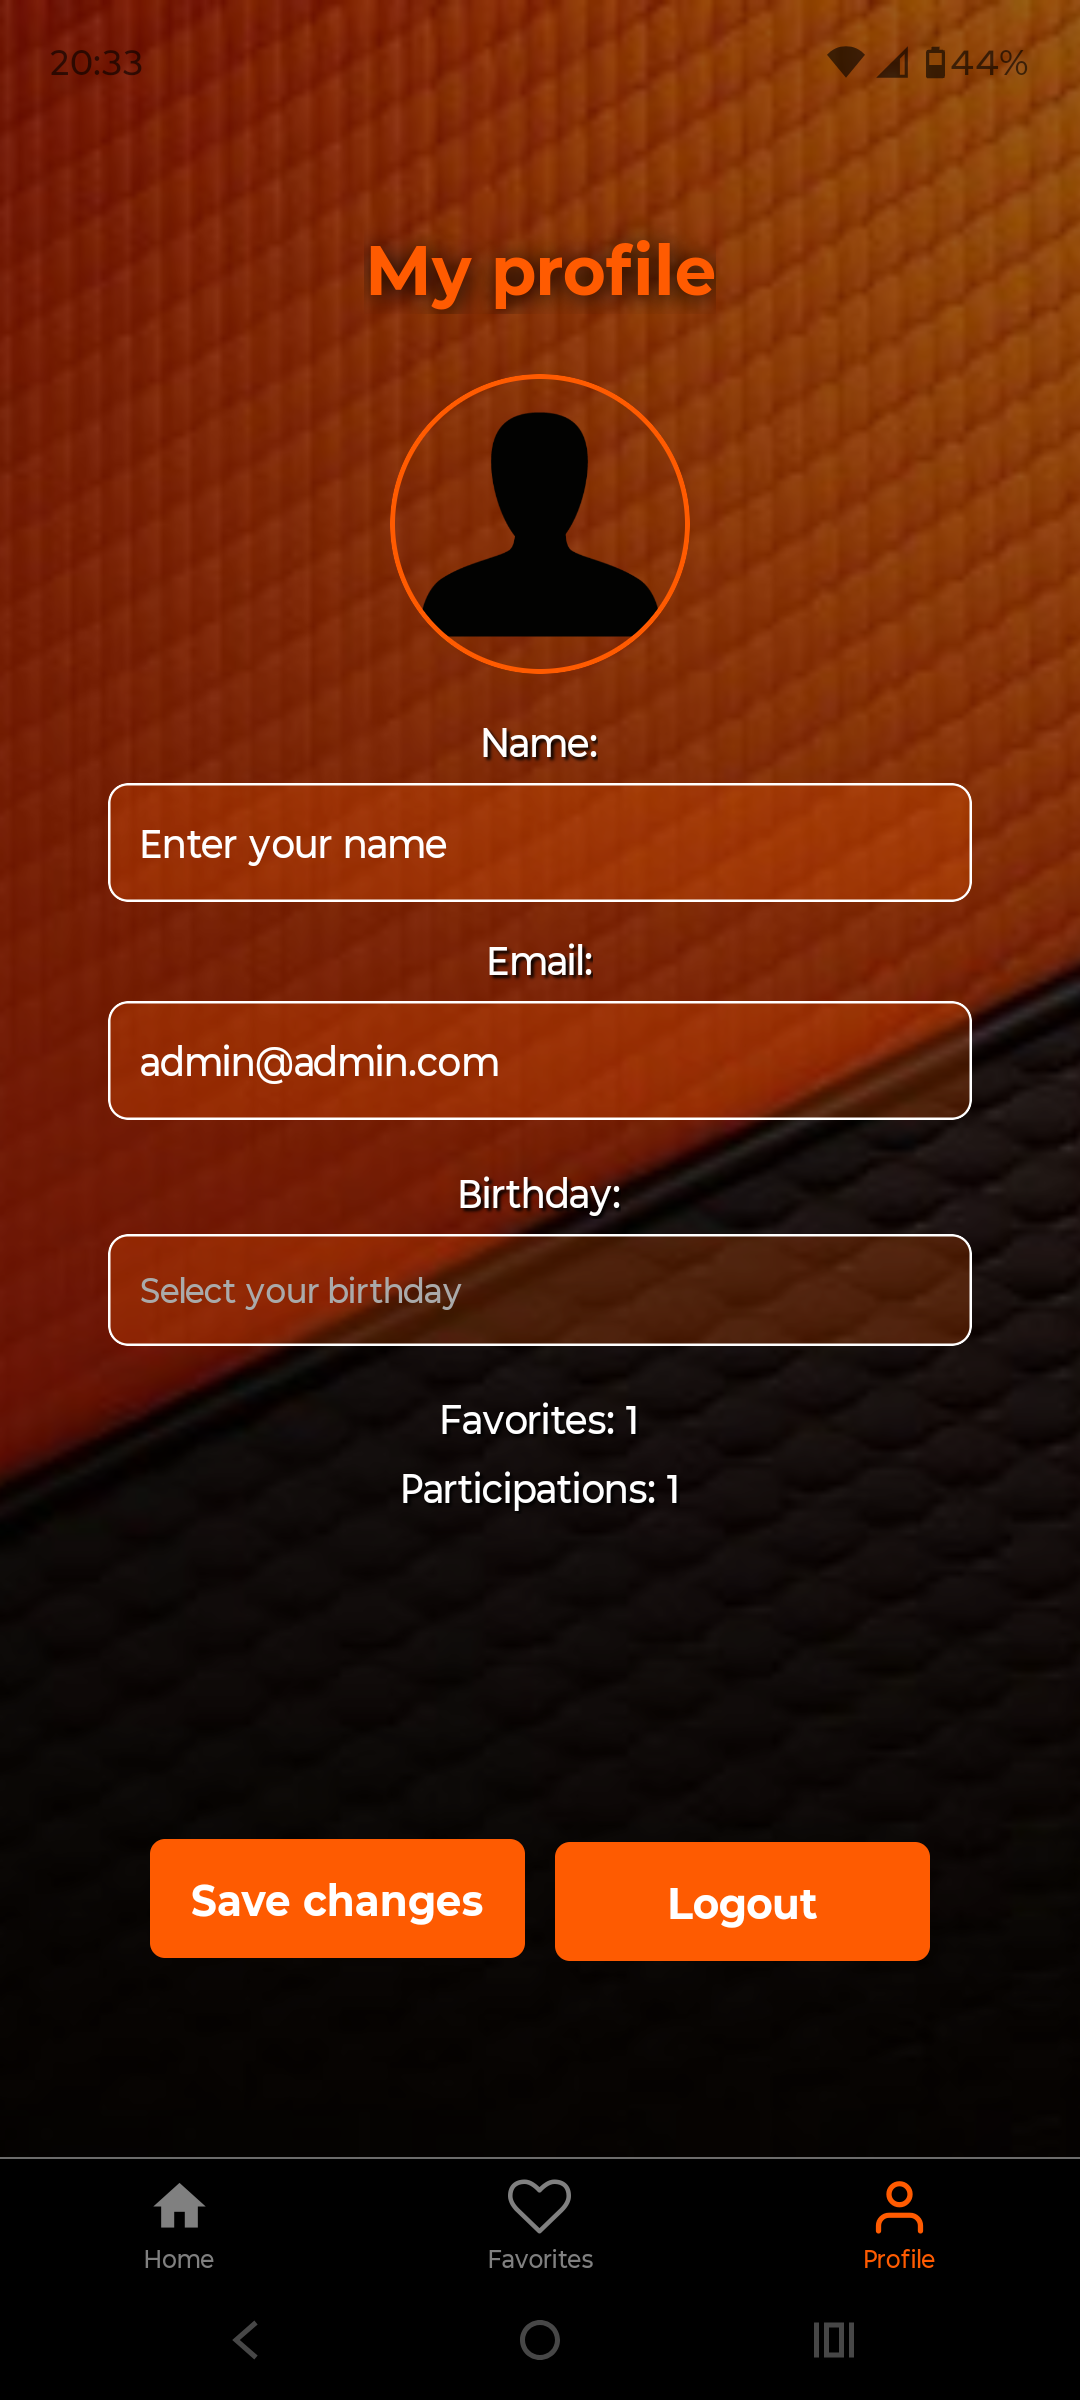 20:33 44%
My profile
Name:
Enter your name
Email:
admin@admin.com
Birthday:
Select your birthday
Favorites: 1
Participations: 1
Save changes Logout
Home Favorites Profile